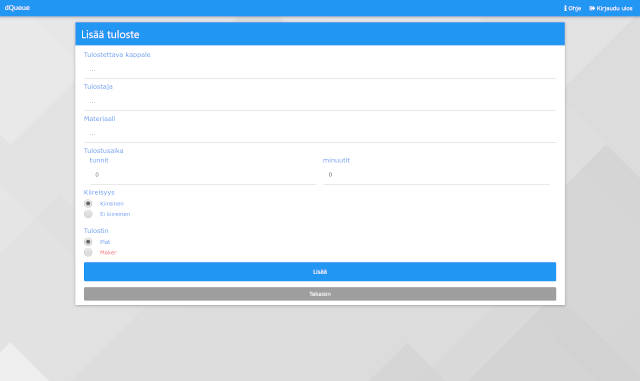 dQueue
Ohje Kirjaudu ulos
Lisää tuloste
Tulostettava kappale
...
Tulostaja
...
Materiaali
...
Tulostusaika
tunnit minuutit
0 0
Kiireisyys
Kiireinen
Ei kiireinen
Tulostin
Prat
Maker
Lisää
Takaisin